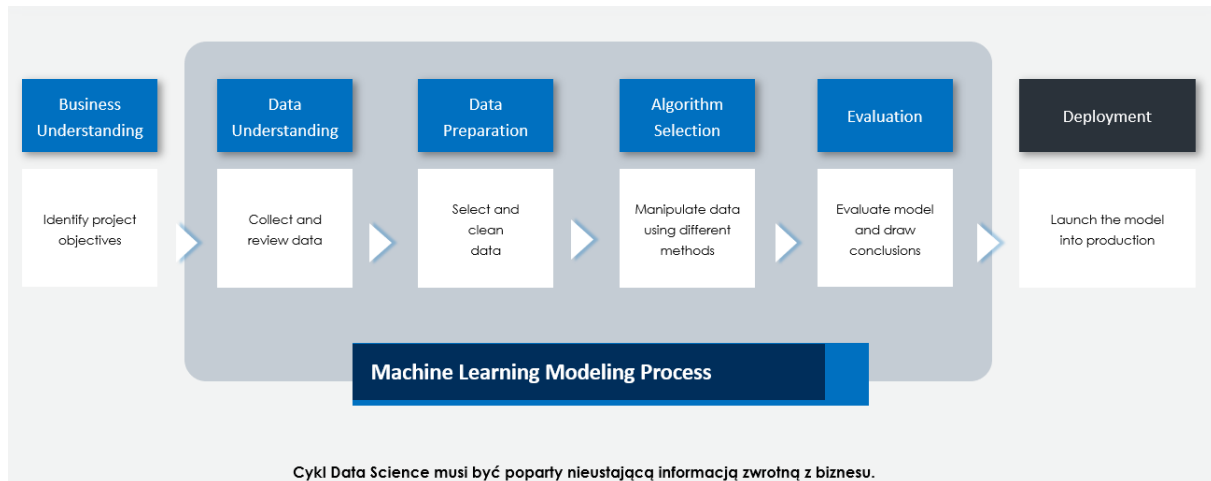 Business
Understanding
Identify project
objectives
Data
Understanding
Collect and
review data
Data
Preparation
Select and
clean
data
Algorithm
Selection
Manipulate data
using different
methods
Evaluation
Evaluate model
and draw
conclusions
Deployment
Launch the model
into production
Machine Learning Modeling Process
Cykl Data Science musi być poparty nieustającą informacją zwrotną z biznesu.